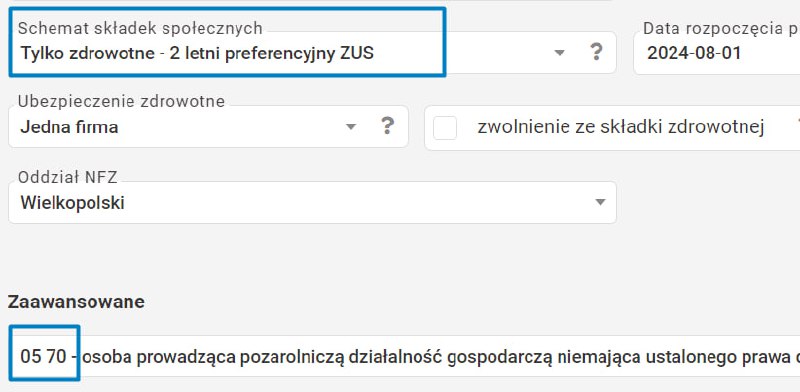 Schemat składek społecznych
Tylko zdrowotne - 2 letni preferencyjny ZUS
?
Data rozpoczęcia
2024-08-01
Ubezpieczenie zdrowotne
Jedna firma
?
zwolnienie ze składki zdrowotnej
Oddział NFZ
Wielkopolski
Zaawansowane
05 70 - osoba prowadząca pozarolniczą działalność gospodarczą niemająca ustalonego prawa